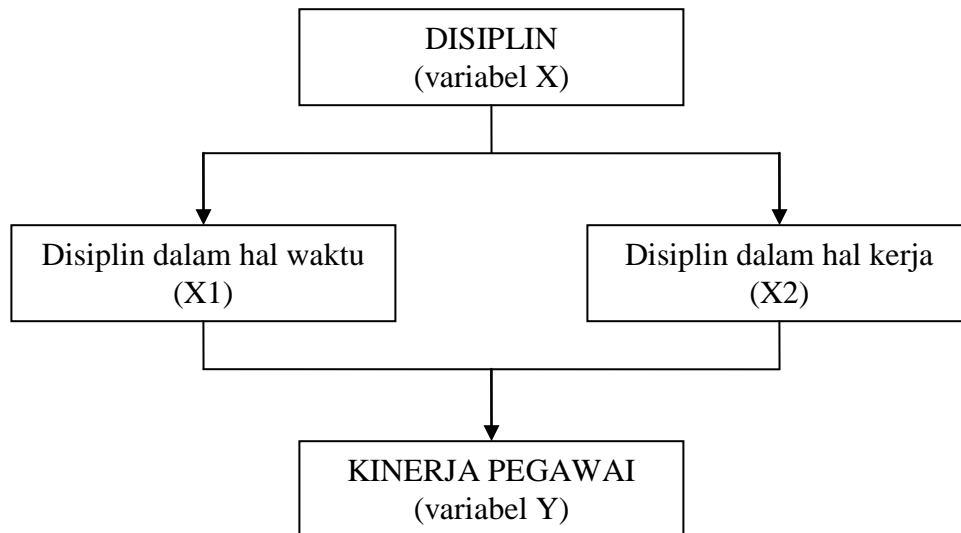 DISIPLIN
(variabel X)
Disiplin dalam hal waktu
(X1)
Disiplin dalam hal kerja
(X2)
KINERJA PEGAWAI
(variabel Y)